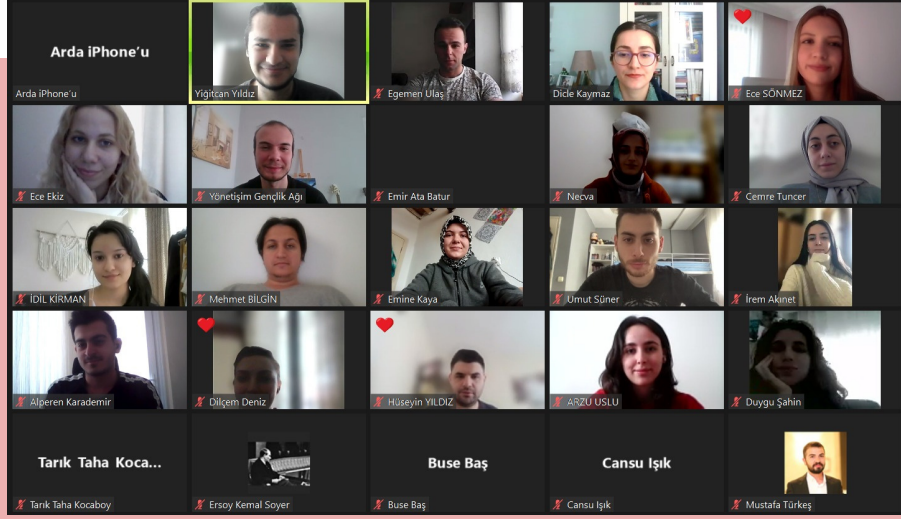 Arda iPhone'u
Arda iPhone'u
Yiğitcan Yıldız
Egemen Ulaş
Dicle Kaymaz
Ece SÖNMEZ
Ece Ekiz
Yönetişim Gençlik Ağı
Emir Ata Batur
Necva
Cemre Tuncer
İDİL KİRMAN
Mehmet BİLGİN
Emine Kaya
Umut Süner
İrem Akınet
Alperen Karademir
Dilçem Deniz
Hüseyin YILDIZ
ARZU USLU
Duygu Şahin
Tarık Taha Koca...
Buse Baş
Cansu Işık
Tarık Taha Kocaboy
Ersoy Kemal Soyer
Buse Baş
Cansu Işık
Mustafa Türkeş